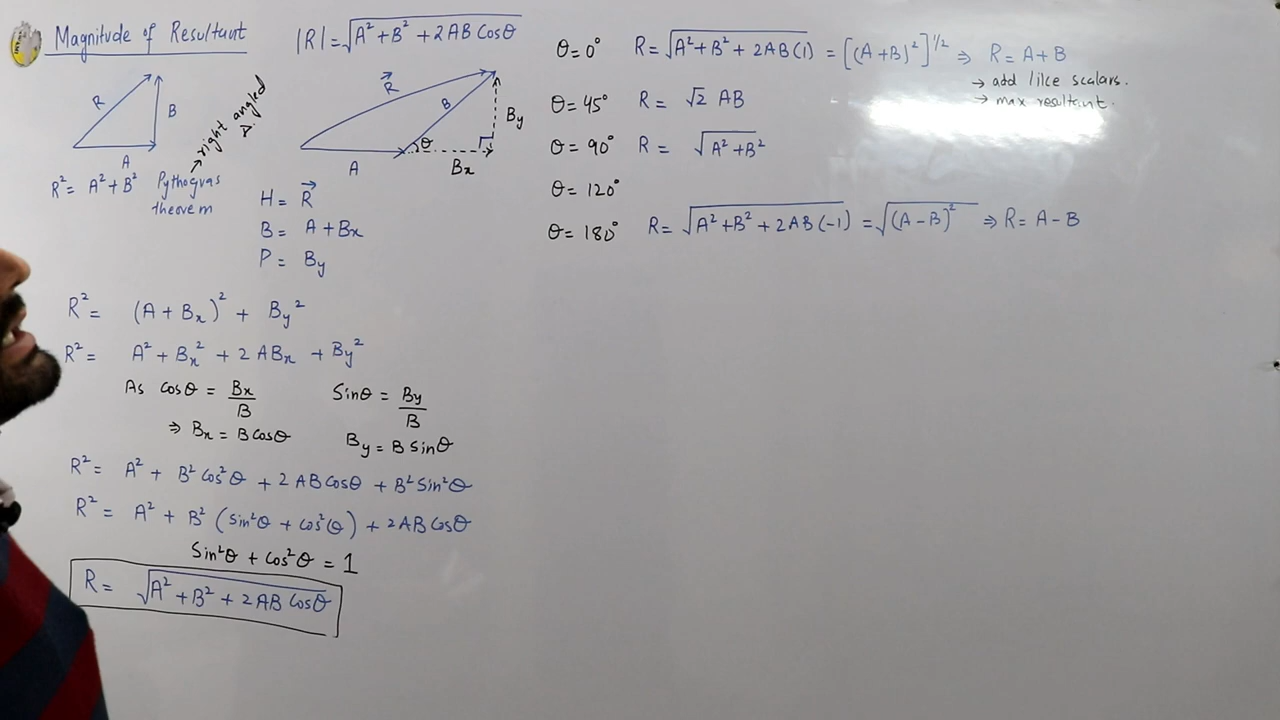 Magnitude of Resultant
|R| = √A² + B² + 2AB Cosθ
R
B
A
→ right angled Δ.
R² = A² + B² Pythogvas theorem
R⃗
B
By
θ
A
Bx
H = R⃗
B = A + Bx
P = By
R² = (A + Bx)² + By²
R² = A² + Bx² + 2ABx + By²
As cosθ = Bx/B Sinθ = By/B
⇒ Bx = B cosθ By = B sinθ
R² = A² + B² Cos²θ + 2 AB Cosθ + B² Sin²θ
R² = A² + B² (sin²θ + cos²θ) + 2AB Cosθ
Sin²θ + Cos²θ = 1
R = √A² + B² + 2AB Cosθ
θ = 0° R = √A² + B² + 2AB(1) = [(A+B)²]^1/2 ⇒ R = A + B
→ add like scalars.
→ max resultant.
θ = 45° R = √2 AB
θ = 90° R = √A² + B²
θ = 120°
θ = 180° R = √A² + B² + 2AB(-1) = √(A - B)² ⇒ R = A - B